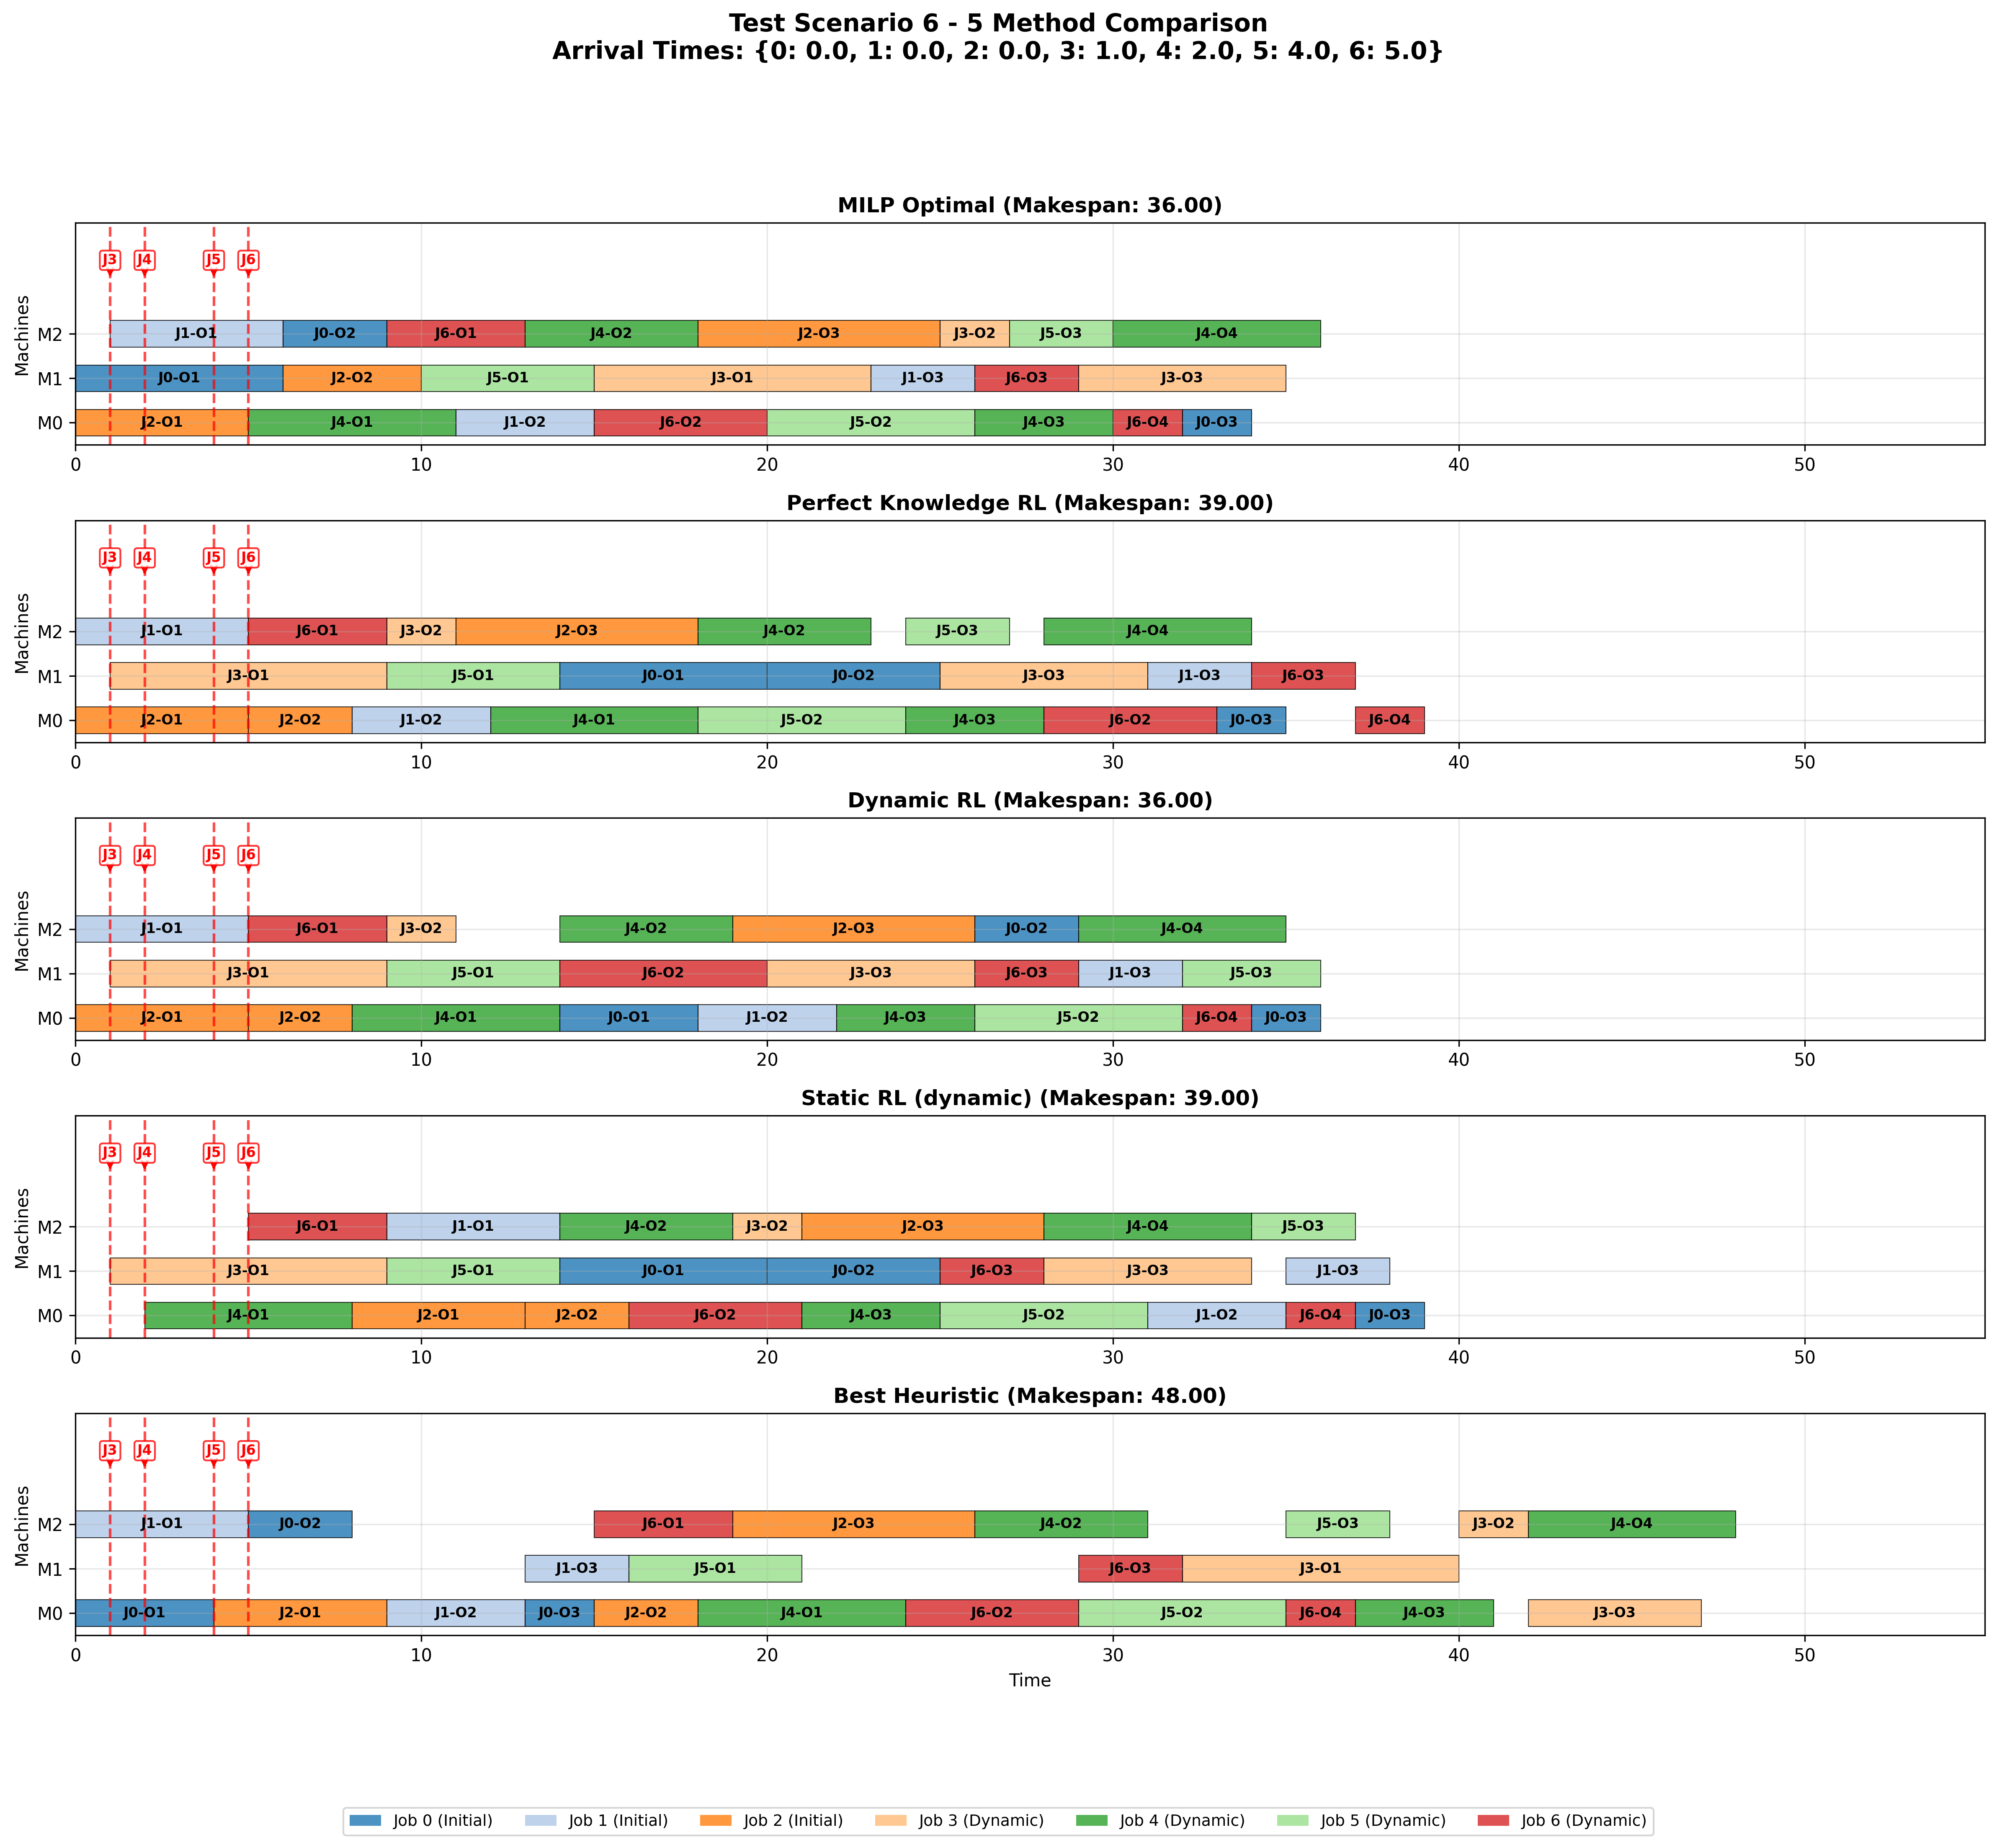 Test Scenario 6 - 5 Method Comparison
Arrival Times: {0: 0.0, 1: 0.0, 2: 0.0, 3: 1.0, 4: 2.0, 5: 4.0, 6: 5.0}
MILP Optimal (Makespan: 36.00)
J3 J4 J5 J6
Machines
M2 J1-O1 J0-O2 J6-O1 J4-O2 J2-O3 J3-O2 J5-O3 J4-O4
M1 J0-O1 J2-O2 J5-O1 J3-O1 J1-O3 J6-O3 J3-O3
M0 J2-O1 J4-O1 J1-O2 J6-O2 J5-O2 J4-O3 J6-O4 J0-O3
0 10 20 30 40 50
Perfect Knowledge RL (Makespan: 39.00)
J3 J4 J5 J6
Machines
M2 J1-O1 J6-O1 J3-O2 J2-O3 J4-O2 J5-O3 J4-O4
M1 J3-O1 J5-O1 J0-O1 J0-O2 J3-O3 J1-O3 J6-O3
M0 J2-O1 J2-O2 J1-O2 J4-O1 J5-O2 J4-O3 J6-O2 J0-O3 J6-O4
0 10 20 30 40 50
Dynamic RL (Makespan: 36.00)
J3 J4 J5 J6
Machines
M2 J1-O1 J6-O1 J3-O2 J4-O2 J2-O3 J0-O2 J4-O4
M1 J3-O1 J5-O1 J6-O2 J3-O3 J6-O3 J1-O3 J5-O3
M0 J2-O1 J2-O2 J4-O1 J0-O1 J1-O2 J4-O3 J5-O2 J6-O4 J0-O3
0 10 20 30 40 50
Static RL (dynamic) (Makespan: 39.00)
J3 J4 J5 J6
Machines
M2 J6-O1 J1-O1 J4-O2 J3-O2 J2-O3 J4-O4 J5-O3
M1 J3-O1 J5-O1 J0-O1 J0-O2 J6-O3 J3-O3 J1-O3
M0 J4-O1 J2-O1 J2-O2 J6-O2 J4-O3 J5-O2 J1-O2 J6-O4 J0-O3
0 10 20 30 40 50
Best Heuristic (Makespan: 48.00)
J3 J4 J5 J6
Machines
M2 J1-O1 J0-O2 J6-O1 J2-O3 J4-O2 J5-O3 J3-O2 J4-O4
M1 J1-O3 J5-O1 J6-O3 J3-O1
M0 J0-O1 J2-O1 J1-O2 J0-O3 J2-O2 J4-O1 J6-O2 J5-O2 J6-O4 J4-O3 J3-O3
0 10 20 30 40 50
Time
Job 0 (Initial) Job 1 (Initial) Job 2 (Initial) Job 3 (Dynamic) Job 4 (Dynamic) Job 5 (Dynamic) Job 6 (Dynamic)